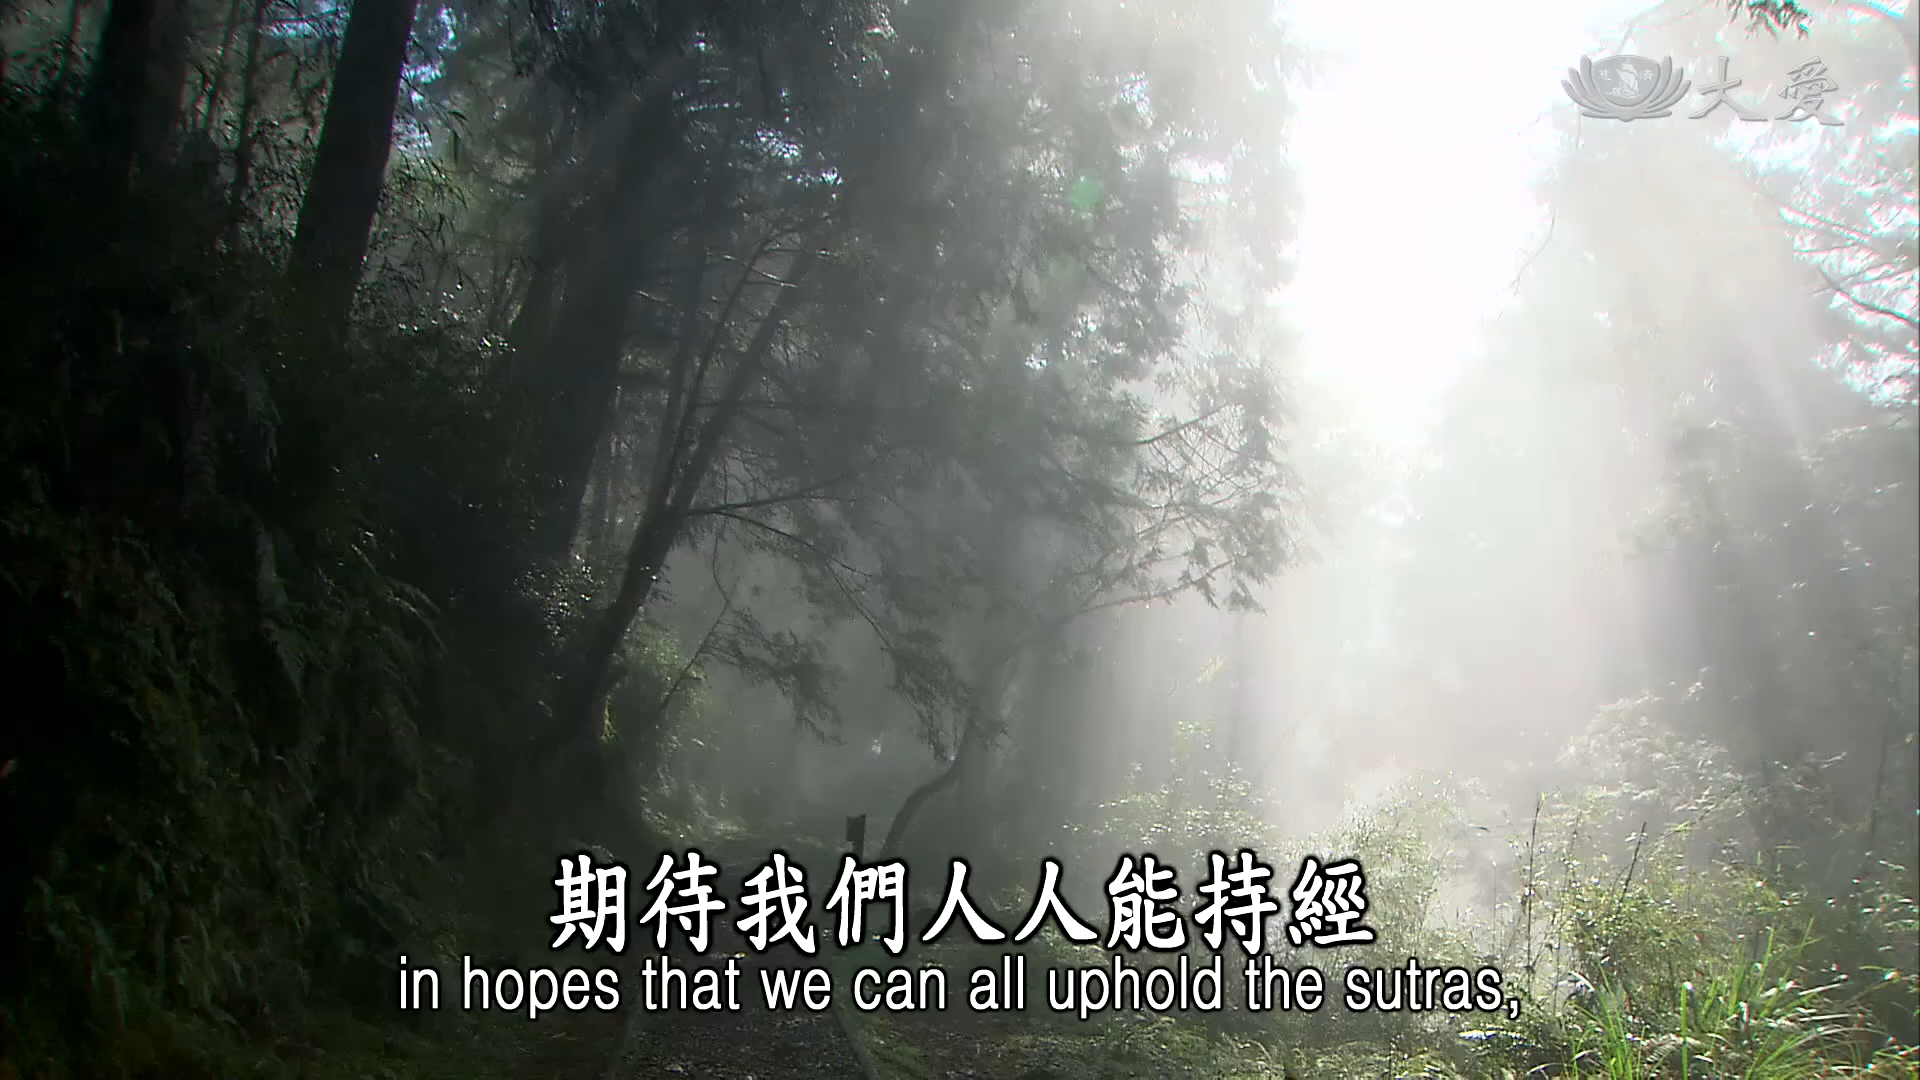 大愛
期待我們人人能持經
in hopes that we can all uphold the sutras,